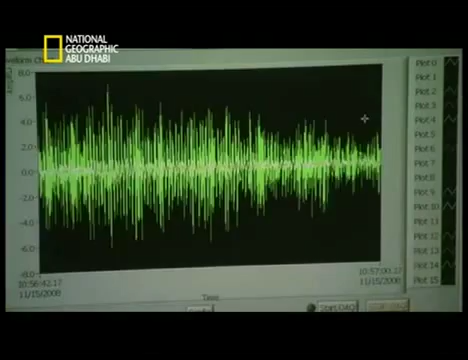 NATIONAL
GEOGRAPHIC
ABU DHABI
8.0
6.0
4.0
2.0
0.0
-2.0
-4.0
-6.0
-8.0
10:56:42.17
11/15/2008
10:57:00.17
11/15/2008
Time
Plot 0
Plot 1
Plot 2
Plot 3
Plot 4
Plot 5
Plot 6
Plot 7
Plot 8
Plot 9
Plot 10
Plot 11
Plot 12
Plot 13
Plot 14
Plot 15
Start DAQ